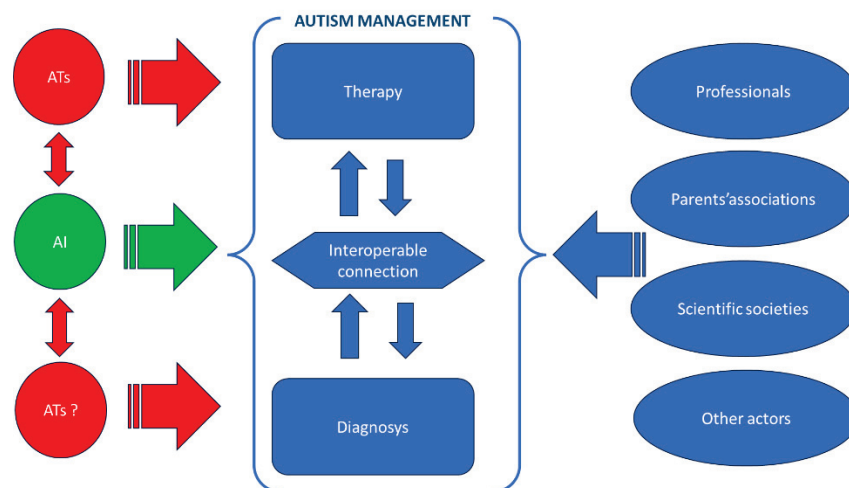 AUTISM MANAGEMENT
ATs
Therapy
Professionals
Parents'associations
AI
Interoperable
connection
Scientific societies
ATs ?
Diagnosys
Other actors